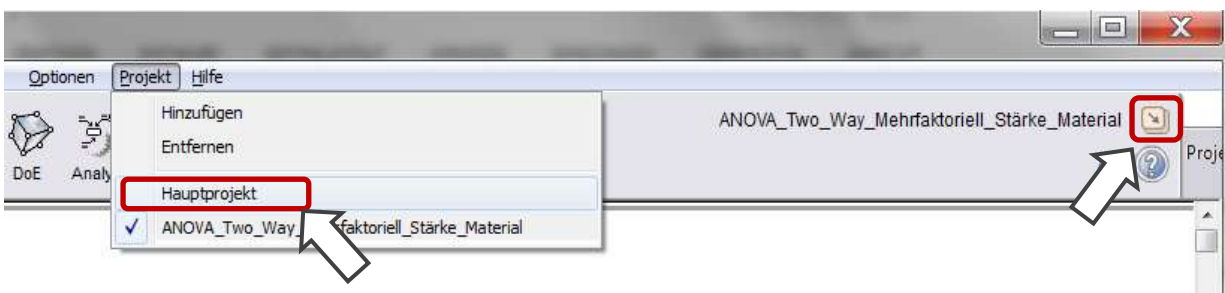 Optionen Projekt Hilfe
Hinzufügen
Entfernen
Hauptprojekt
ANOVA_Two_Way_ faktoriell_Stärke_Material
DoE Analy
ANOVA_Two_Way_Mehrfaktoriell_Stärke_Material
Proje